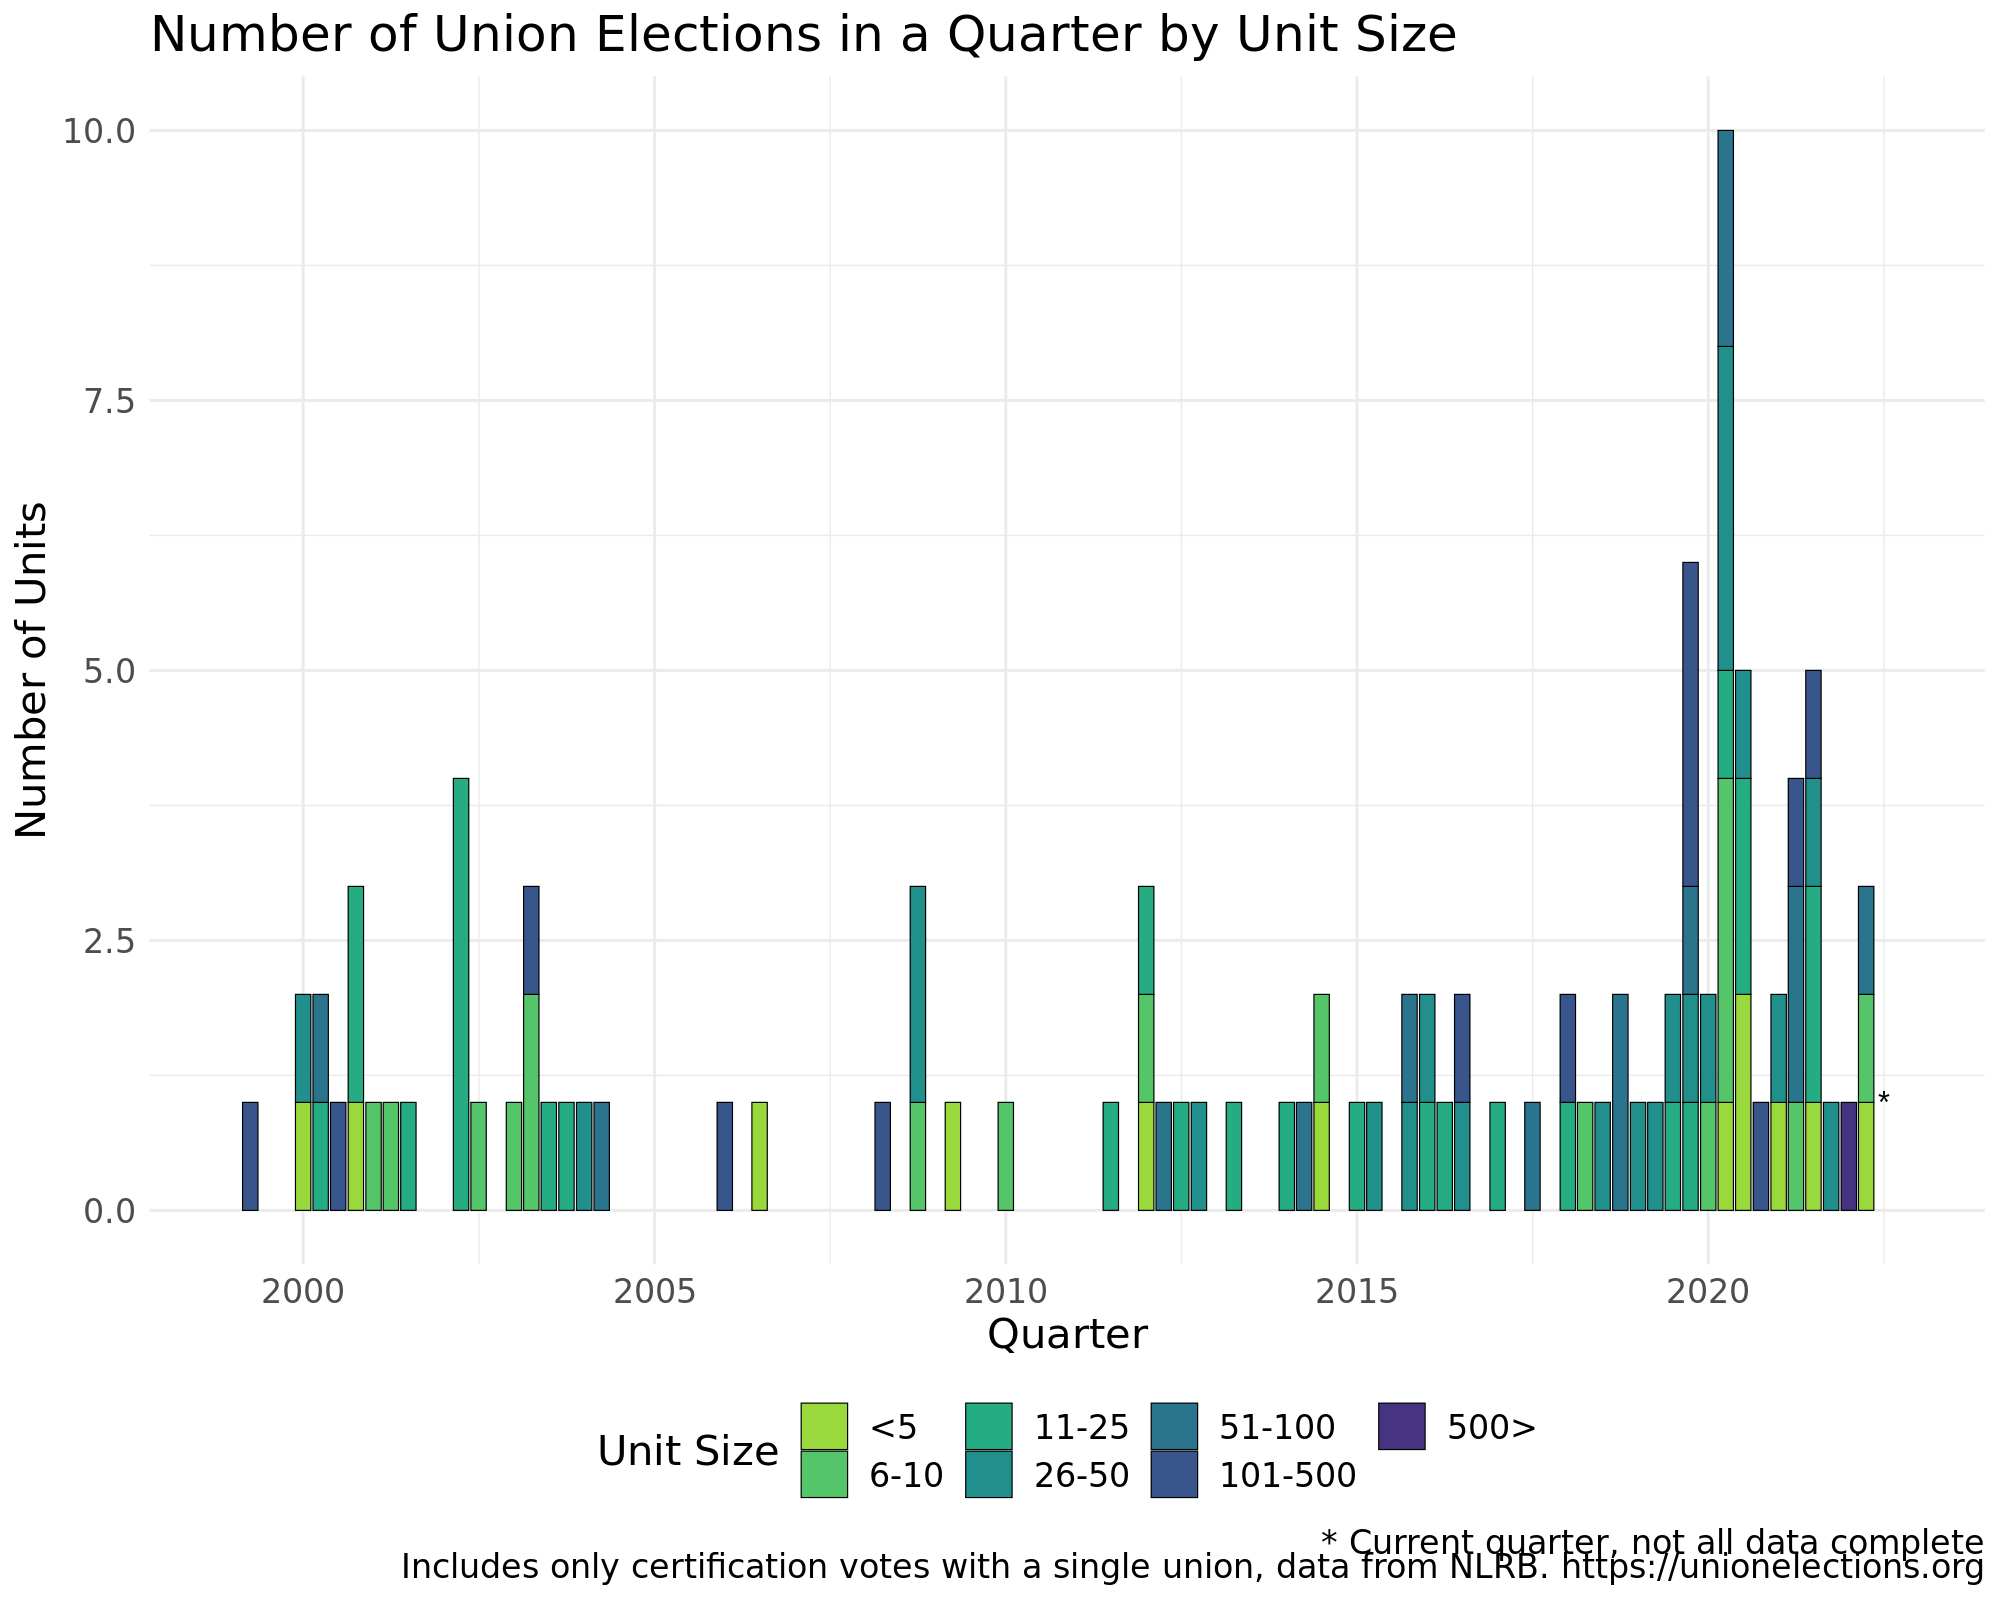 Number of Union Elections in a Quarter by Unit Size
10.0
7.5
5.0
2.5
0.0
Number of Units
*
2000 2005 2010 2015 2020
Quarter
Unit Size
<5 11-25 51-100 500>
6-10 26-50 101-500
* Current quarter, not all data complete
Includes only certification votes with a single union, data from NLRB. https://unionelections.org